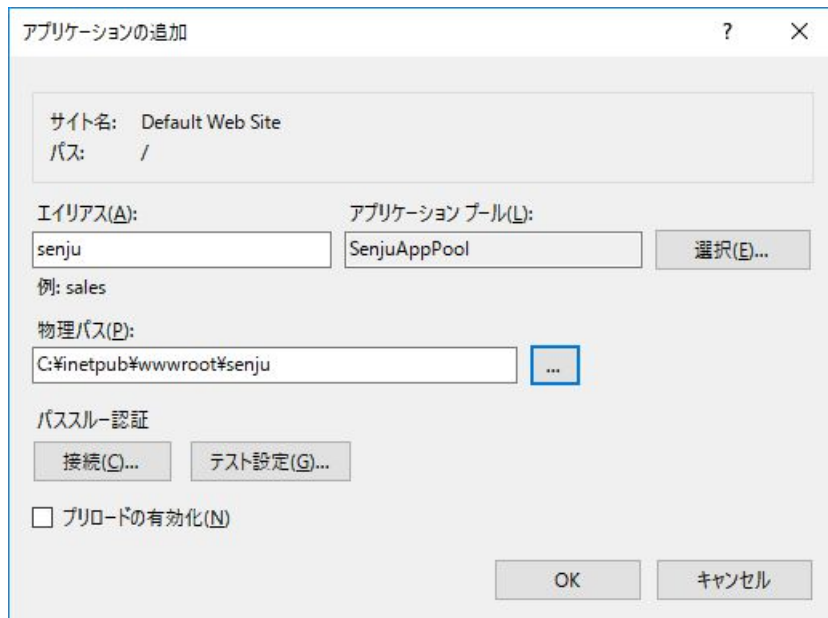 アプリケーションの追加
サイト名: Default Web Site
パス: /
エイリアス(A): アプリケーション プール(L):
senju SenjuAppPool 選択(E)...
例: sales
物理パス(P):
C:¥inetpub¥wwwroot¥senju ...
パススルー認証
接続(C)... テスト設定(G)...
プリロードの有効化(N)
OK キャンセル